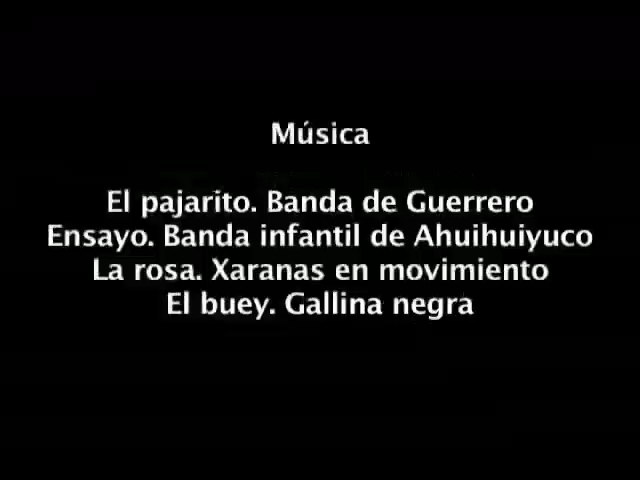 Música
El pajarito. Banda de Guerrero
Ensayo. Banda infantil de Ahuihuiyuco
La rosa. Xaranas en movimiento
El buey. Gallina negra